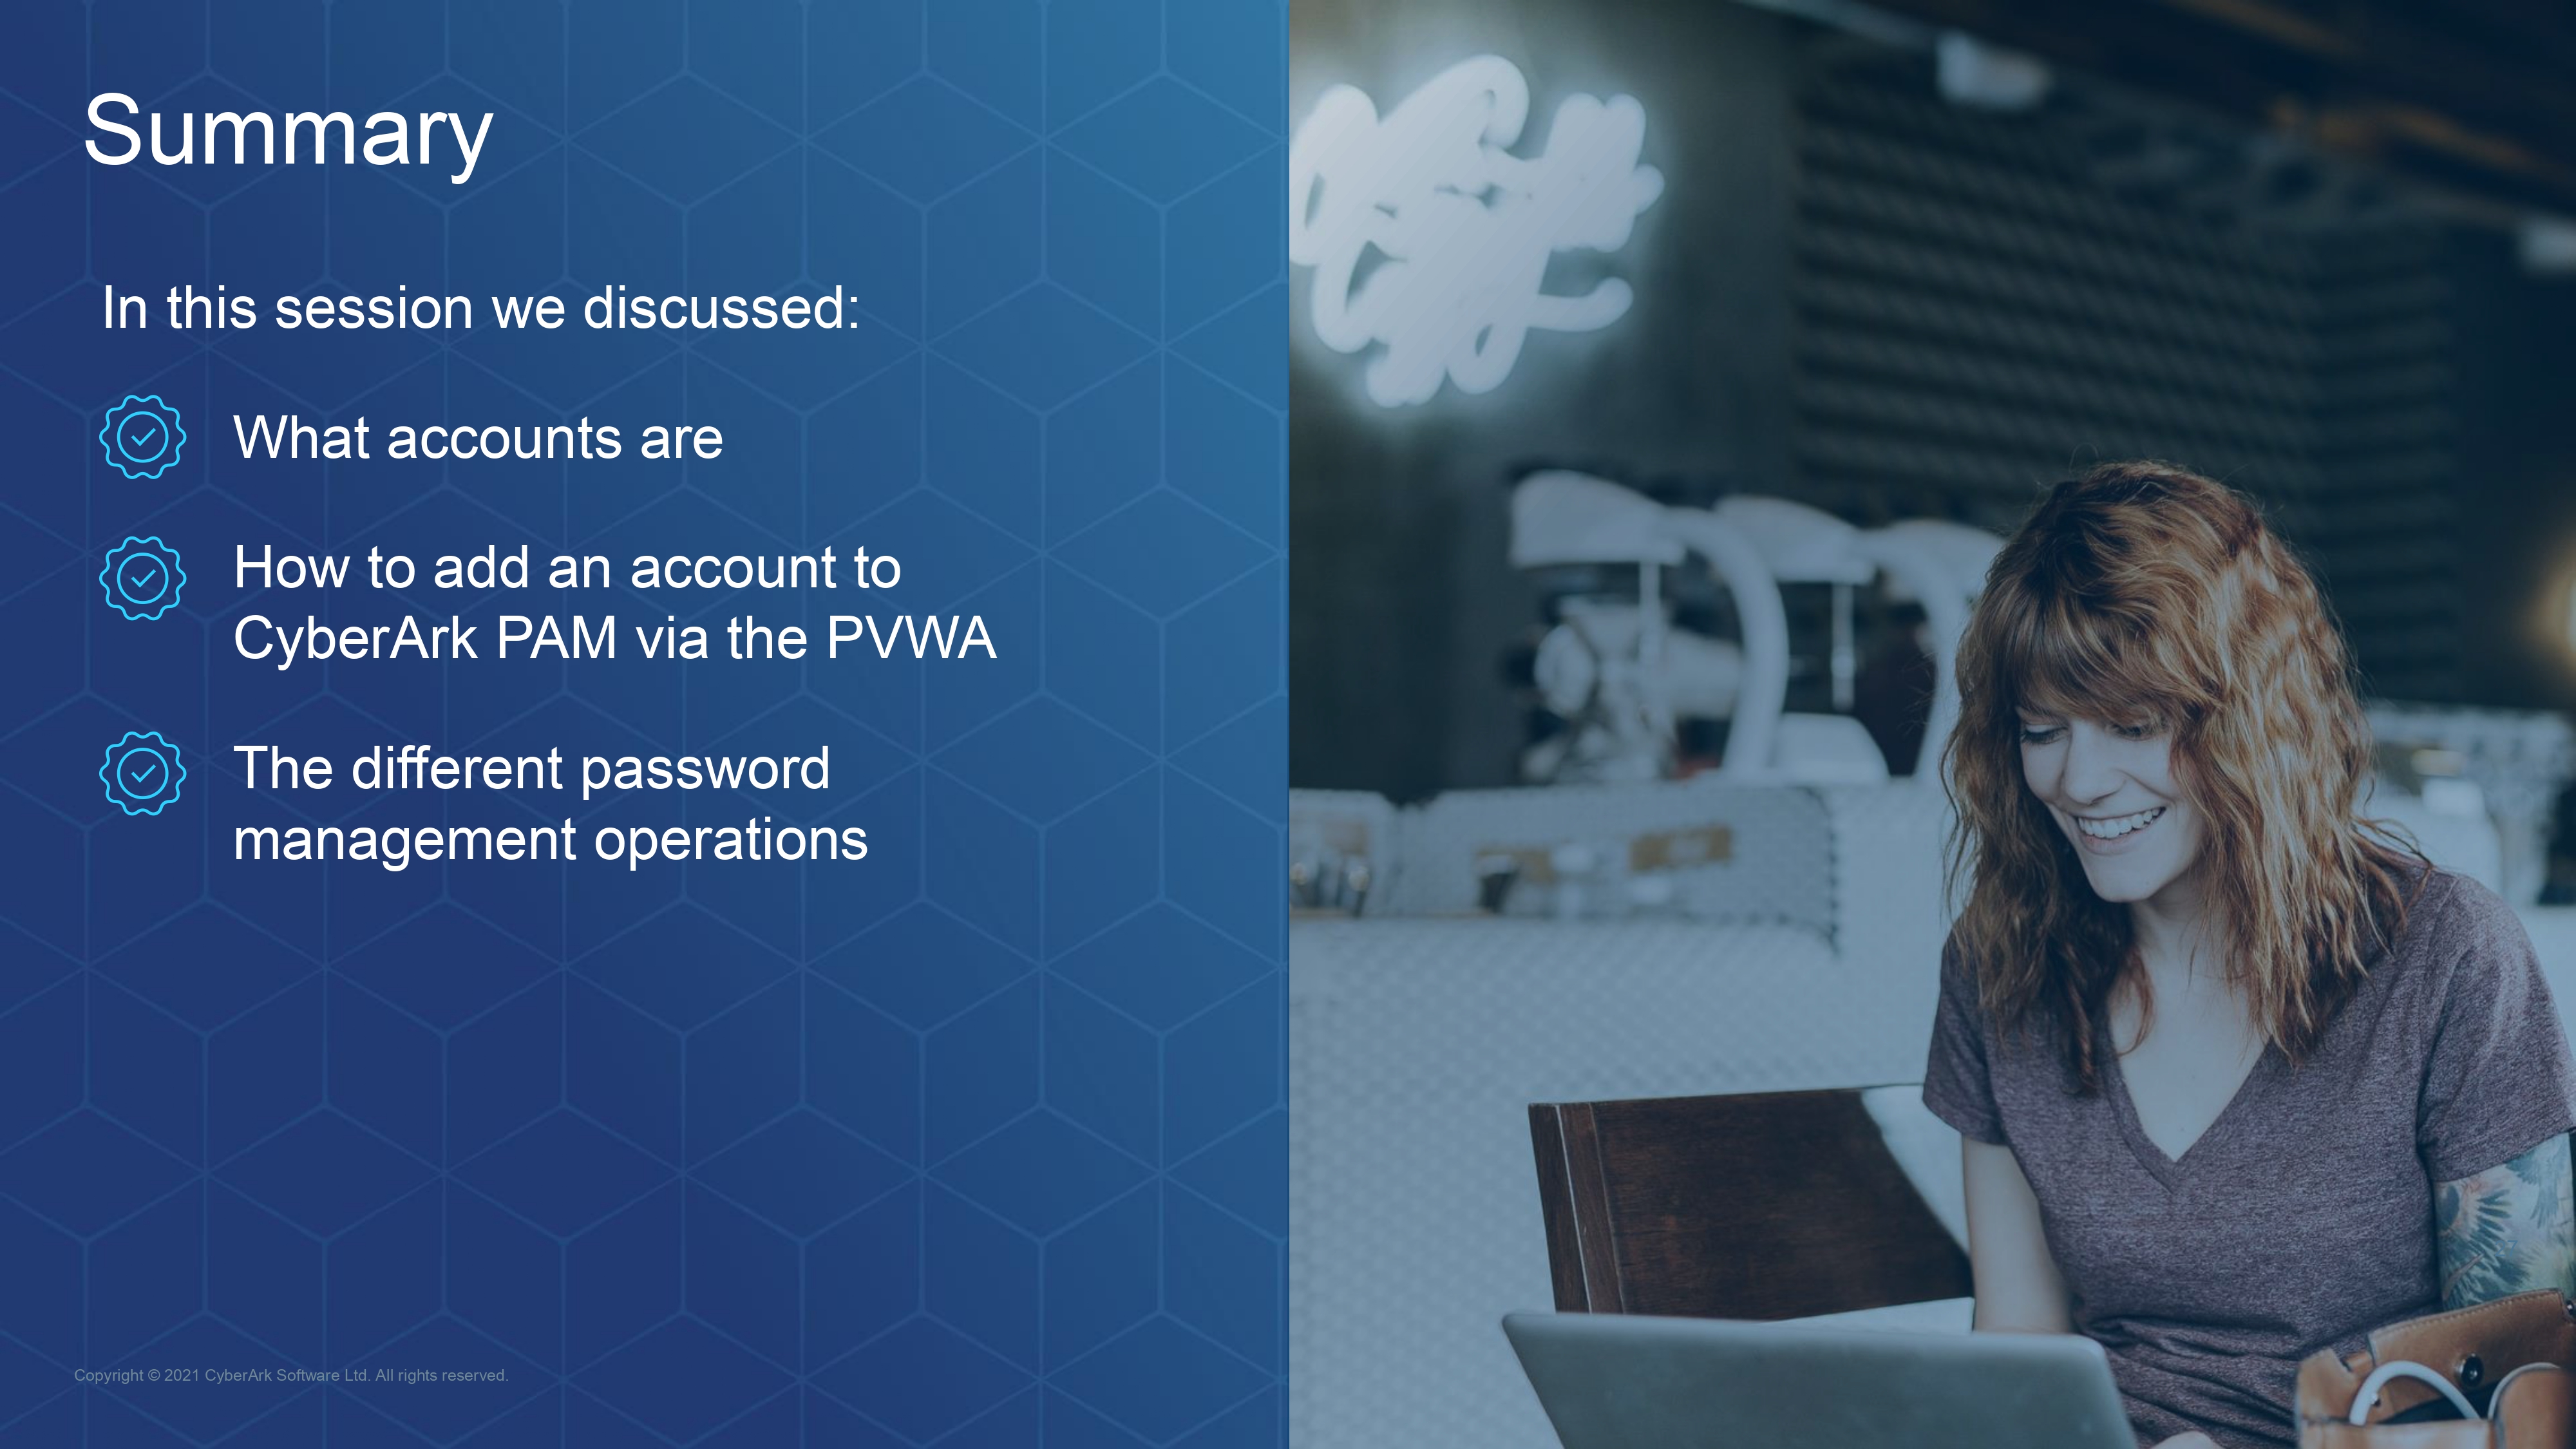 Summary
In this session we discussed:
What accounts are
How to add an account to
CyberArk PAM via the PVWA
The different password
management operations
Copyright © 2021 CyberArk Software Ltd. All rights reserved.